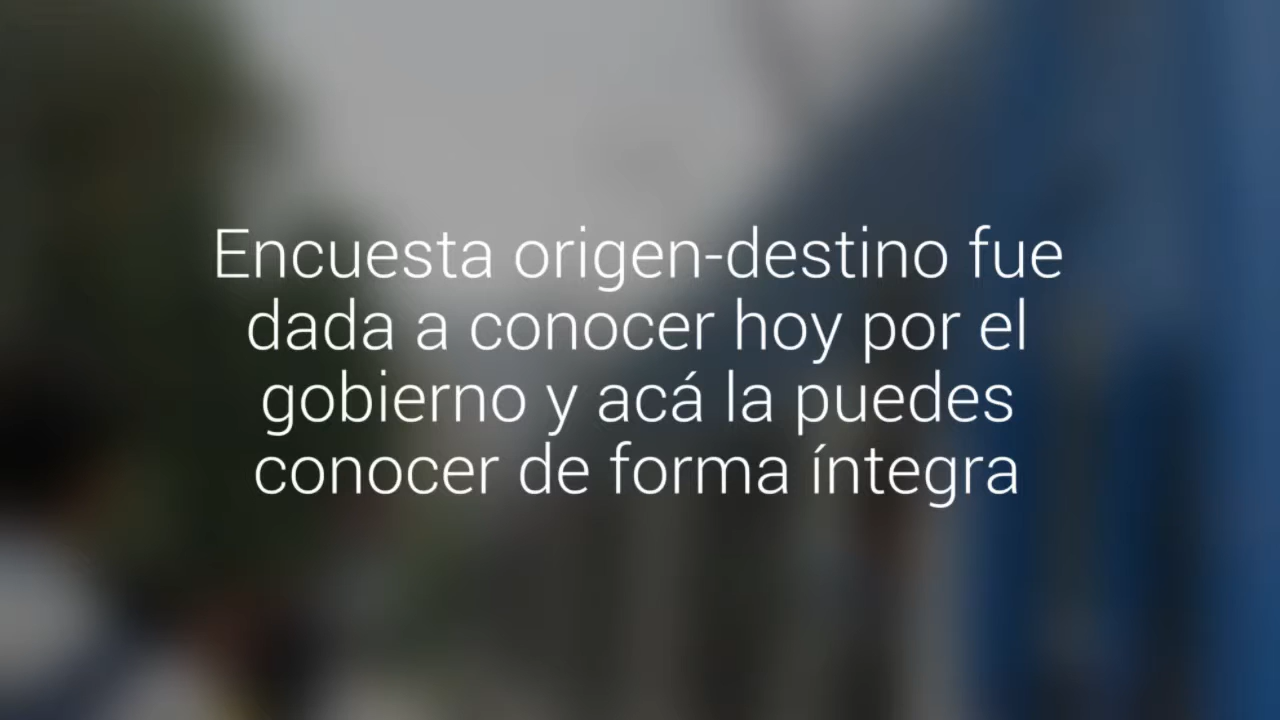 Encuesta origen-destino fue
dada a conocer hoy por el
gobierno y acá la puedes
conocer de forma íntegra